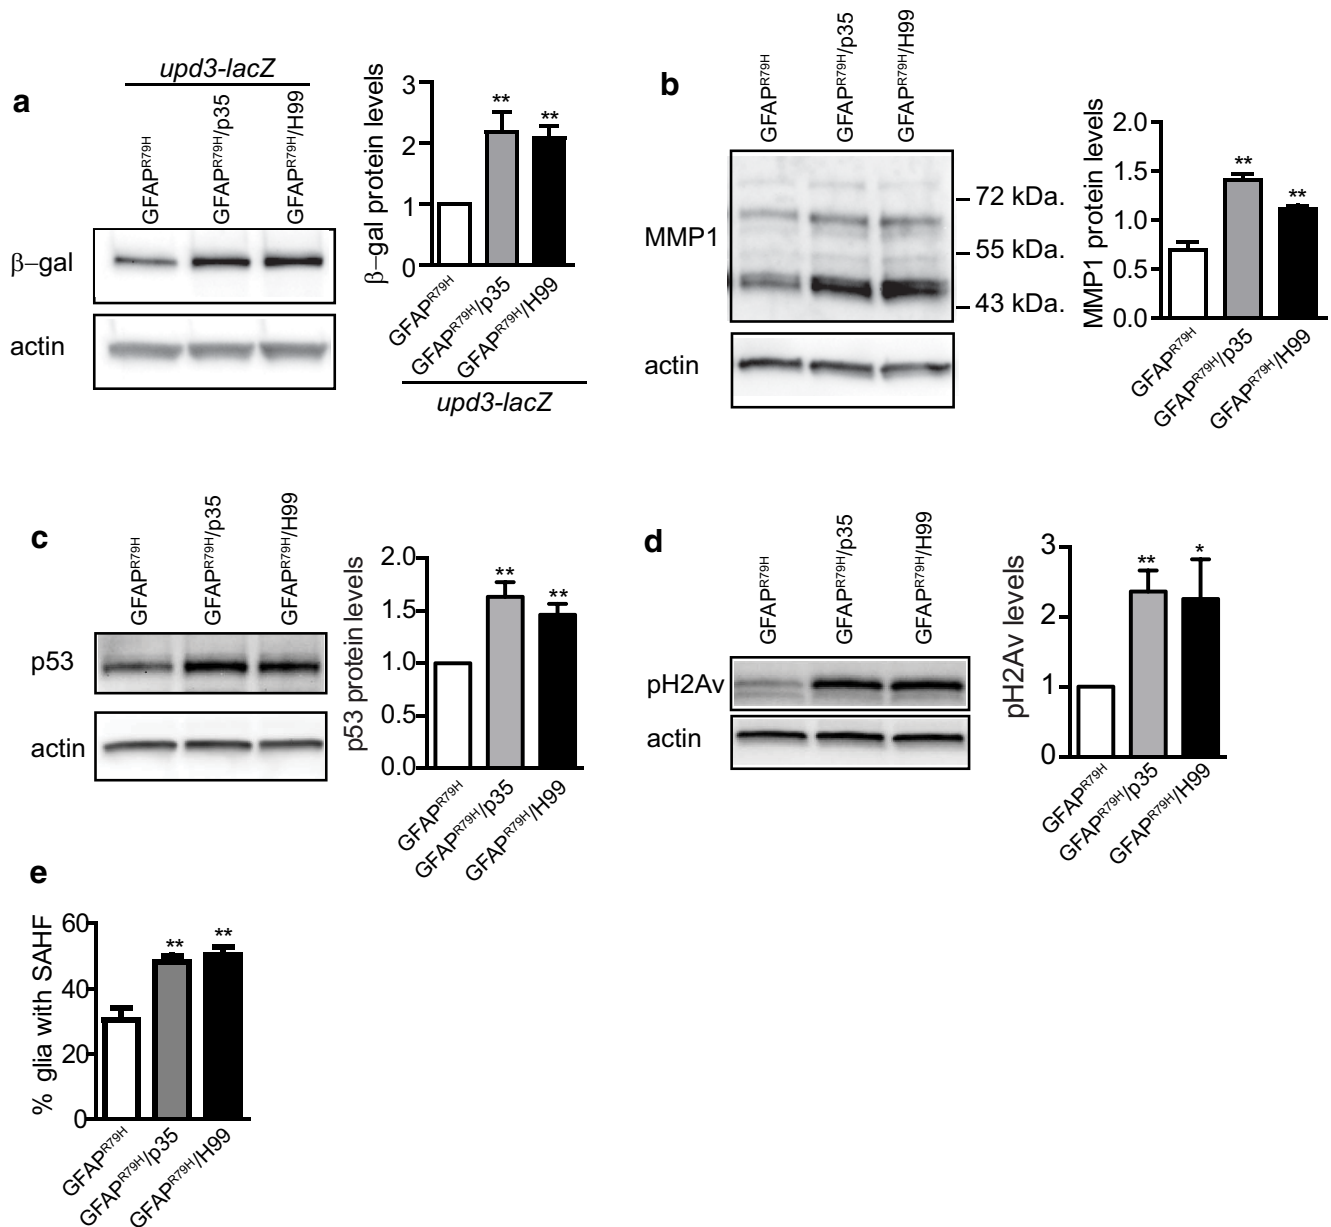 a
upd3-lacZ
GFAPR79H
GFAPR79H/p35
GFAPR79H/H99
β–gal
actin
β–gal protein levels
3
2
1
0
**
**
GFAPR79H
GFAPR79H/p35
GFAPR79H/H99
upd3-lacZ
b
GFAPR79H
GFAPR79H/p35
GFAPR79H/H99
MMP1
72 kDa.
55 kDa.
43 kDa.
actin
MMP1 protein levels
2.0
1.5
1.0
0.5
0.0
**
**
GFAPR79H
GFAPR79H/p35
GFAPR79H/H99
c
GFAPR79H
GFAPR79H/p35
GFAPR79H/H99
p53
actin
p53 protein levels
2.0
1.5
1.0
0.5
0.0
**
**
GFAPR79H
GFAPR79H/p35
GFAPR79H/H99
d
GFAPR79H
GFAPR79H/p35
GFAPR79H/H99
pH2Av
actin
pH2Av levels
3
2
1
0
**
*
GFAPR79H
GFAPR79H/p35
GFAPR79H/H99
e
% glia with SAHF
60
40
20
0
**
**
GFAPR79H
GFAPR79H/p35
GFAPR79H/H99